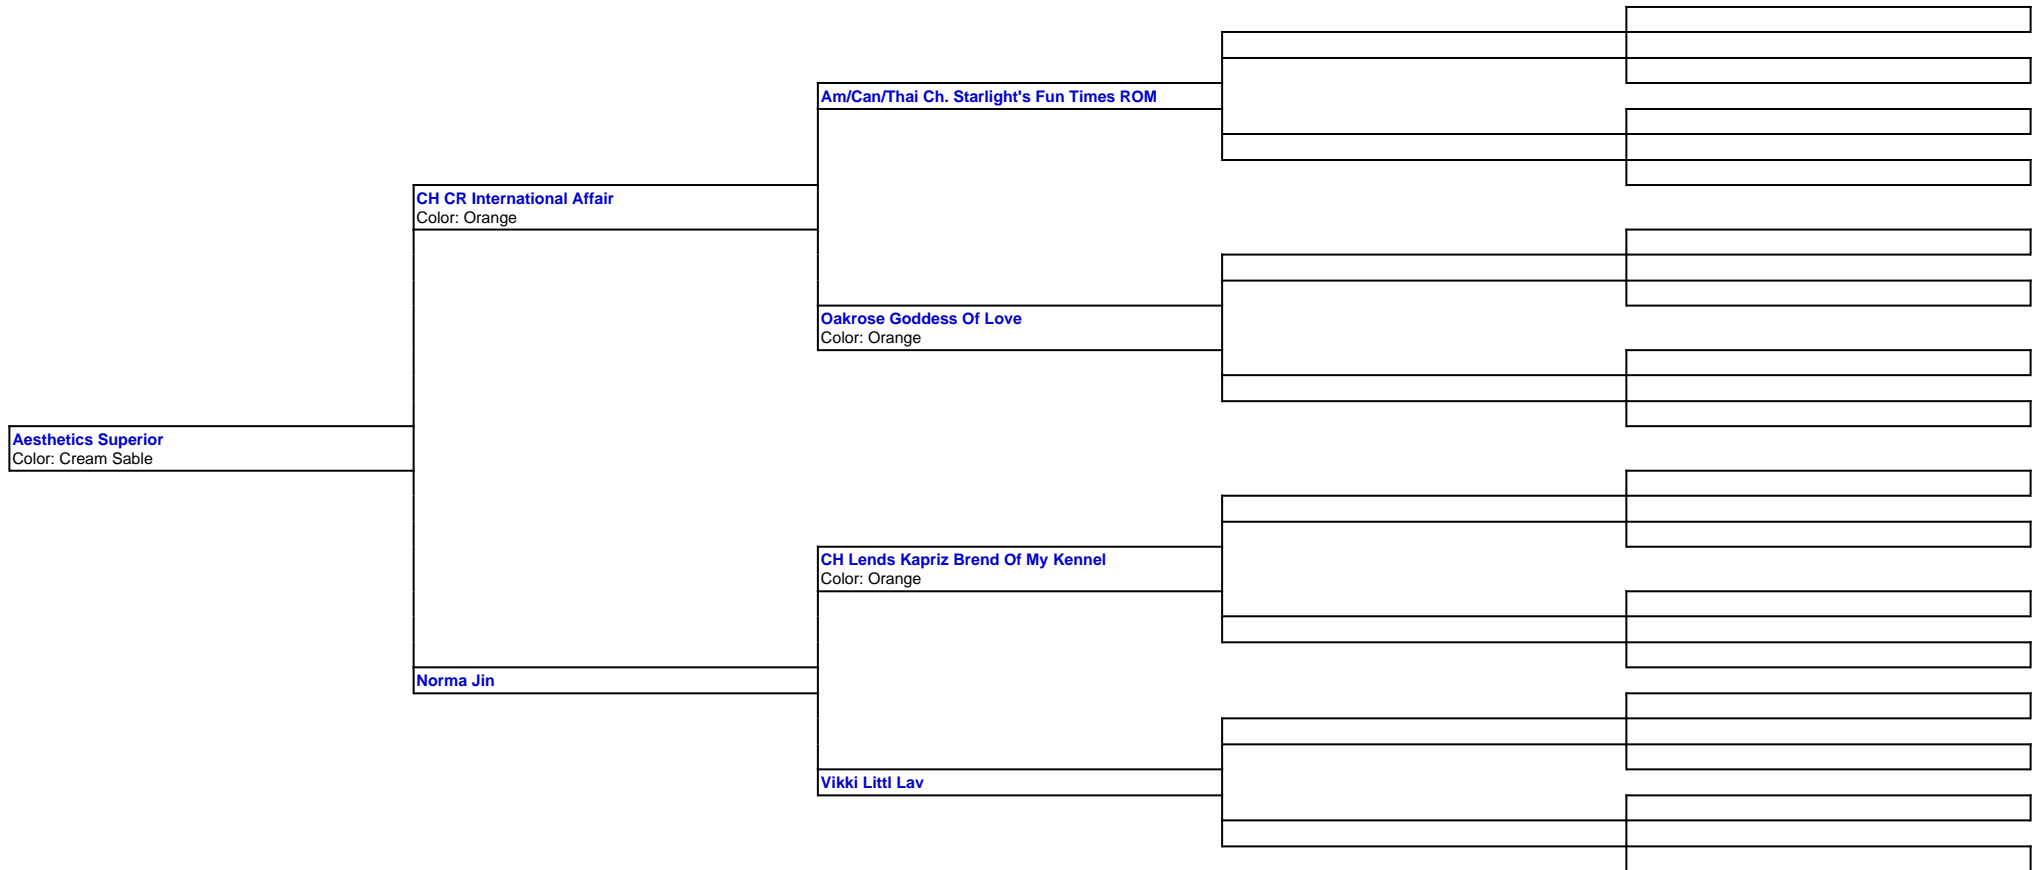 Am/Can/Thai Ch. Starlight's Fun Times ROM
CH CR International Affair
Color: Orange
Oakrose Goddess Of Love
Color: Orange
Aesthetics Superior
Color: Cream Sable
CH Lends Kapriz Brend Of My Kennel
Color: Orange
Norma Jin
Vikki Littl Lav